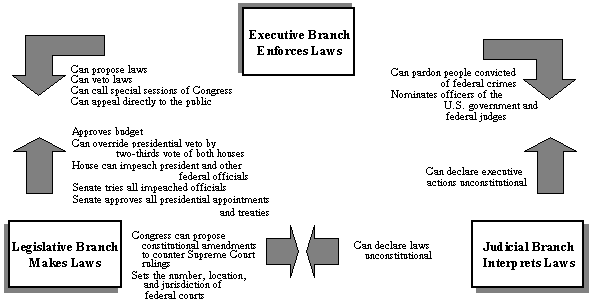 Executive Branch
Enforces Laws
Can propose laws
Can veto laws
Can call special sessions of Congress
Can appeal directly to the public
Can pardon people convicted
of federal crimes
Nominates officers of the
U.S. government and
federal judges
Approves budget
Can override presidential veto by
two-thirds vote of both houses
House can impeach president and other
federal officials
Senate tries all impeached officials
Senate approves all presidential appointments
and treaties
Can declare executive
actions unconstitutional
Legislative Branch
Makes Laws
Congress can propose
constitutional amendments
to counter Supreme Court
rulings
Sets the number, location,
and jurisdiction of
federal courts
Can declare laws
unconstitutional
Judicial Branch
Interprets Laws